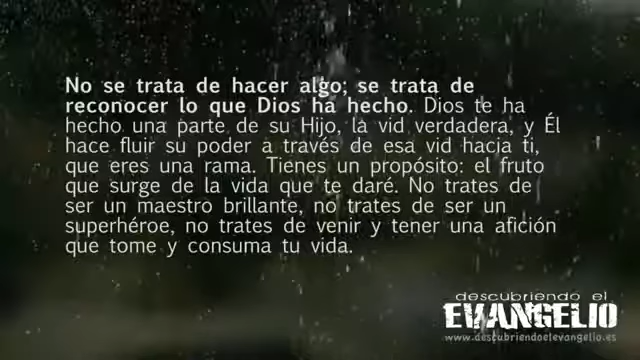 No se trata de hacer algo; se trata de
reconocer lo que Dios ha hecho. Dios te ha
hecho una parte de su Hijo, la vid verdadera, y Él
hace fluir su poder a través de esa vid hacia ti,
que eres una rama. Tienes un propósito: el fruto
que surge de la vida que te daré. No trates de
ser un maestro brillante, no trates de ser un
superhéroe, no trates de venir y tener una afición
que tome y consuma tu vida.
descubriendo el
EVANGELIO
www.descubriendoelevangelio.es